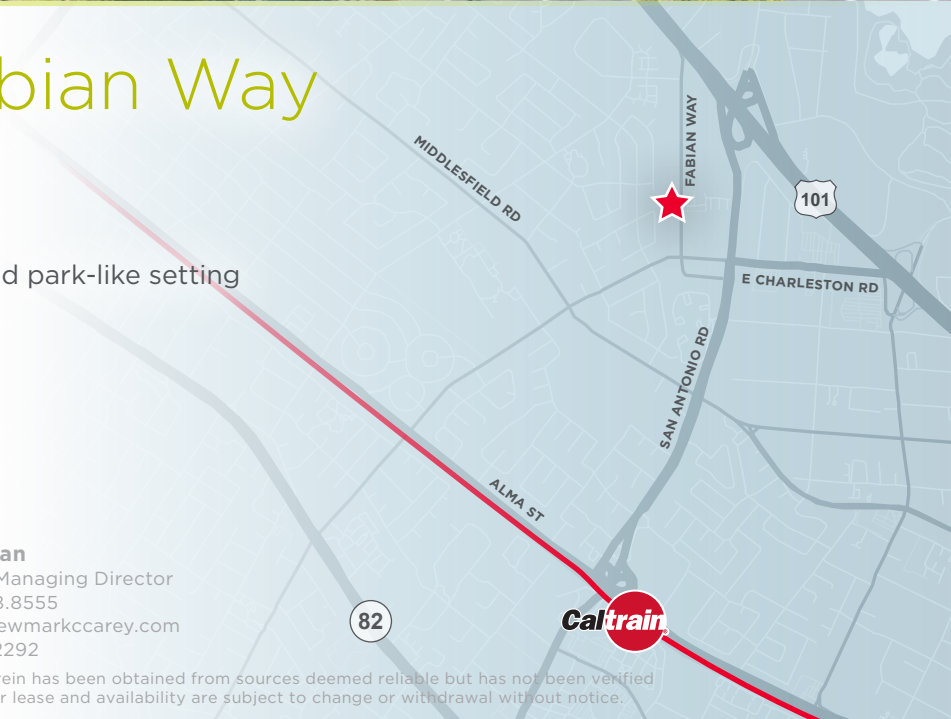 bian Way
MIDDLESFIELD RD
FABIAN WAY
101
d park-like setting
E CHARLESTON RD
SAN ANTONIO RD
ALMA ST
an
Managing Director
8.8555
ewmarkccarey.com
2292
82
Caltrain
rein has been obtained from sources deemed reliable but has not been verified
r lease and availability are subject to change or withdrawal without notice.